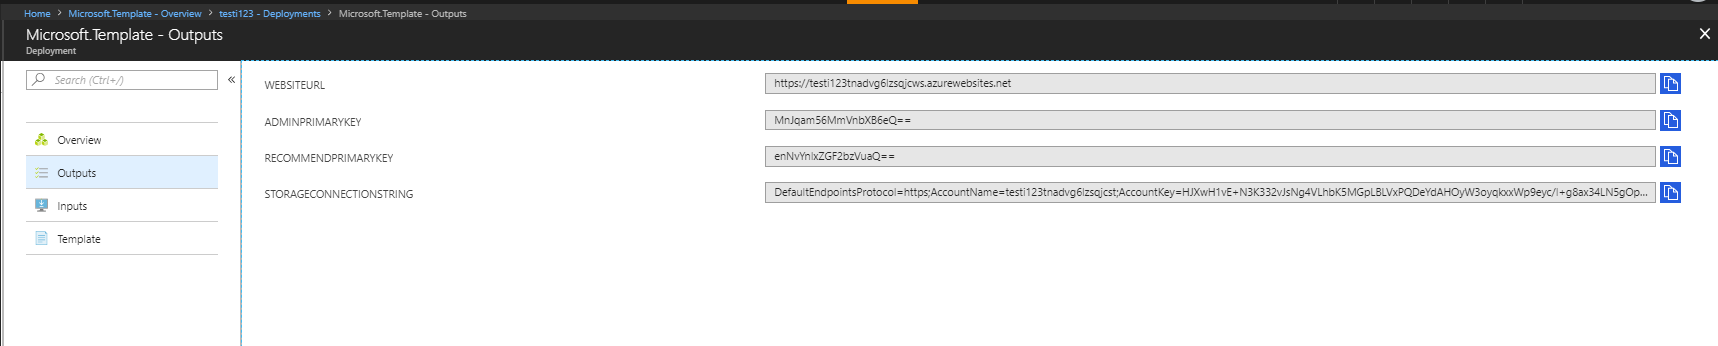 Home > Microsoft.Template - Overview > testi123 - Deployments > Microsoft.Template - Outputs
Microsoft.Template - Outputs
Deployment
Search (Ctrl+/)
Overview
Outputs
Inputs
Template
WEBSITEURL
https://testi123tnadvg6lzsqjcws.azurewebsites.net
ADMINPRIMARYKEY
MnJqam56MmVnbXB6eQ==
RECOMMENDPRIMARYKEY
enNvYnlxZGF2bzVuaQ==
STORAGECONNECTIONSTRING
DefaultEndpointsProtocol=https;AccountName=testi123tnadvg6lzsqjcst;AccountKey=HJXwH1vE+N3K332vJsNg4VLhbK5MGpLBLVxPQDeYdAHOyW3oyqkxxWp9eyc/I+g8ax34LN5gOp...